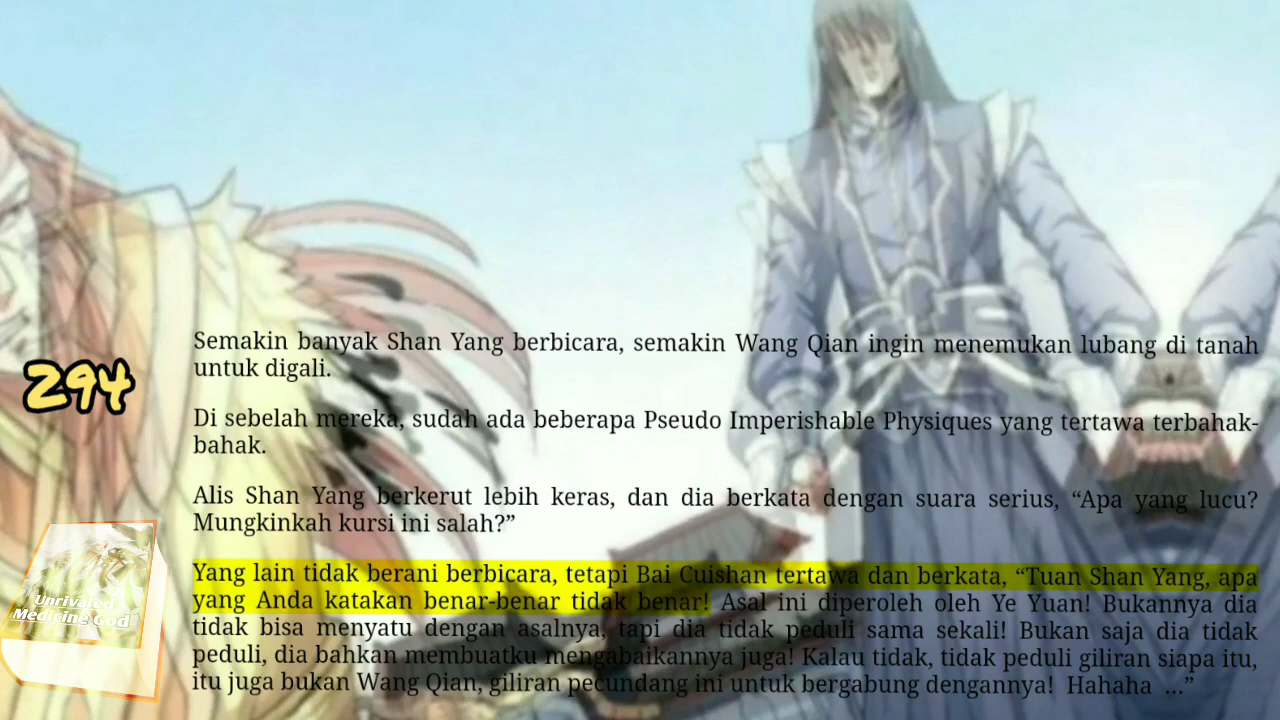 Semakin banyak Shan Yang berbicara, semakin Wang Qian ingin menemukan lubang di tanah
untuk digali.
Di sebelah mereka, sudah ada beberapa Pseudo Imperishable Physiques yang tertawa terbahak-
bahak.
Alis Shan Yang berkerut lebih keras, dan dia berkata dengan suara serius, “Apa yang lucu?
Mungkinkah kursi ini salah?”
Yang lain tidak berani berbicara, tetapi Bai Cuishan tertawa dan berkata, “Tuan Shan Yang, apa
yang Anda katakan benar-benar tidak benar! Asal ini diperoleh oleh Ye Yuan! Bukannya dia
tidak bisa menyatu dengan asalnya, tapi dia tidak peduli sama sekali! Bukan saja dia tidak
peduli, dia bahkan membuatku mengabaikannya juga! Kalau tidak, tidak peduli giliran siapa itu,
itu juga bukan Wang Qian, giliran pecundang ini untuk bergabung dengannya! Hahaha ...”
294
Unrivaled
Medicine God